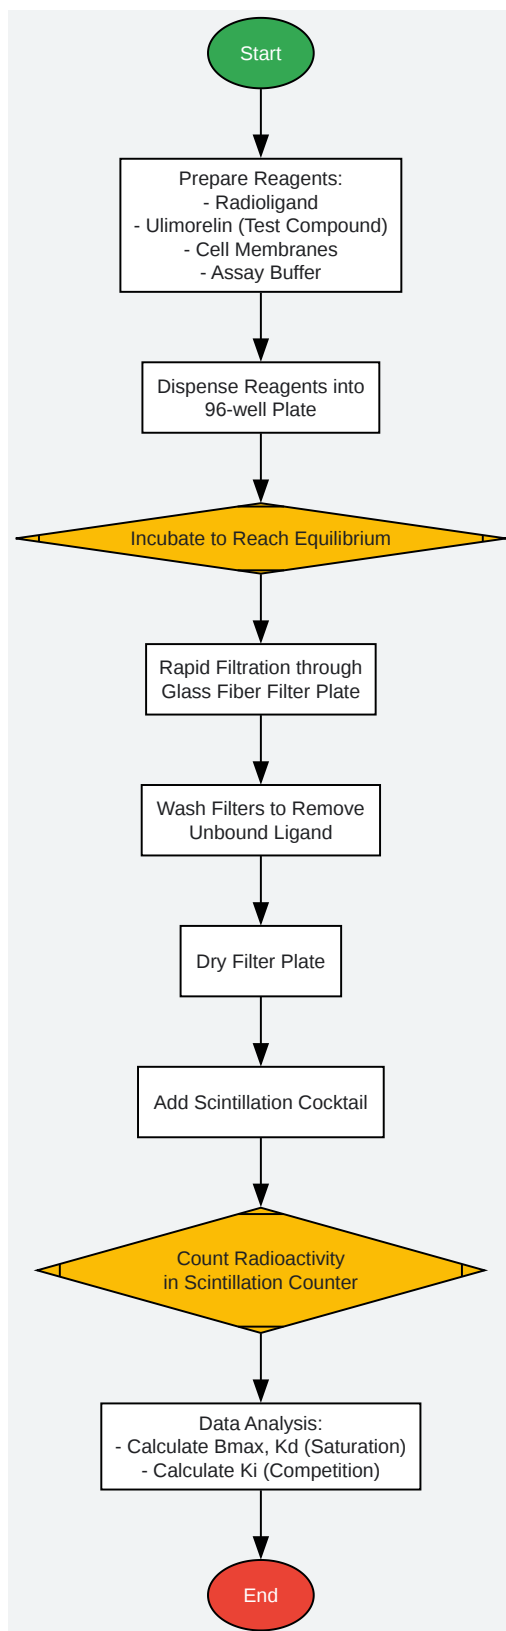 Start
Prepare Reagents:
- Radioligand
- Ulimorelin (Test Compound)
- Cell Membranes
- Assay Buffer
Dispense Reagents into
96-well Plate
Incubate to Reach Equilibrium
Rapid Filtration through
Glass Fiber Filter Plate
Wash Filters to Remove
Unbound Ligand
Dry Filter Plate
Add Scintillation Cocktail
Count Radioactivity
in Scintillation Counter
Data Analysis:
- Calculate Bmax, Kd (Saturation)
- Calculate Ki (Competition)
End